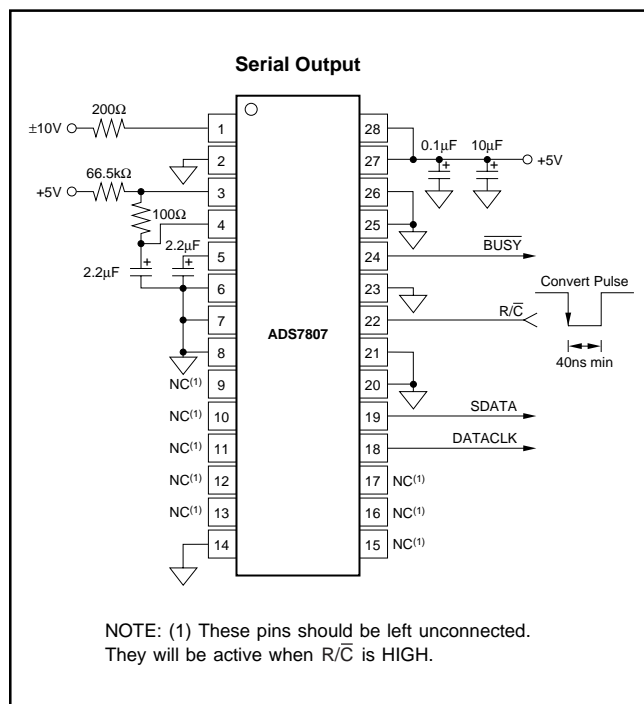 Serial Output
±10V
200Ω
+5V
66.5kΩ
100Ω
2.2µF
+
2.2µF
+
1
2
3
4
5
6
7
8
NC(1) 9
NC(1) 10
NC(1) 11
NC(1) 12
NC(1) 13
14
ADS7807
28
27
26
25
24
23
22
21
20
19
18
17 NC(1)
16 NC(1)
15 NC(1)
0.1µF
+
10µF
+
+5V
BUSY
R/C
Convert Pulse
40ns min
SDATA
DATACLK
NOTE: (1) These pins should be left unconnected.
They will be active when R/C is HIGH.